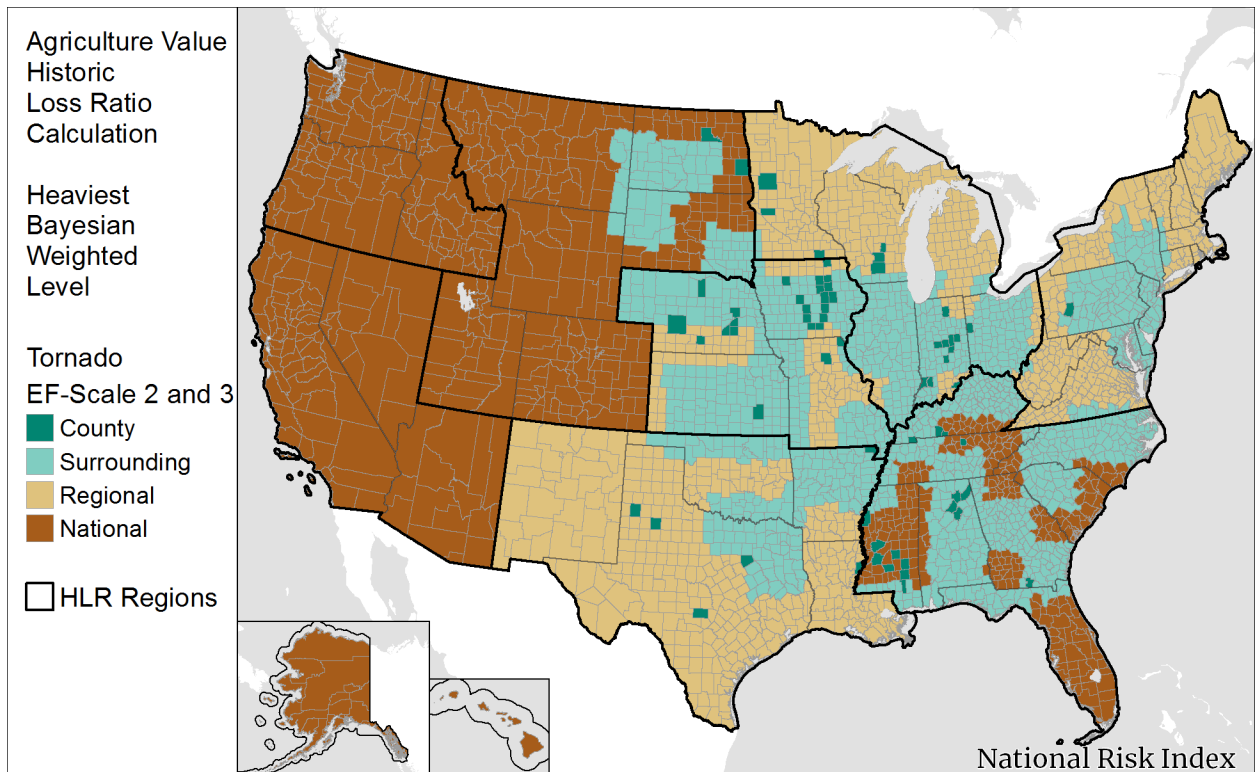 Agriculture Value
Historic
Loss Ratio
Calculation
Heaviest
Bayesian
Weighted
Level
Tornado
EF-Scale 2 and 3
County
Surrounding
Regional
National
HLR Regions
National Risk Index